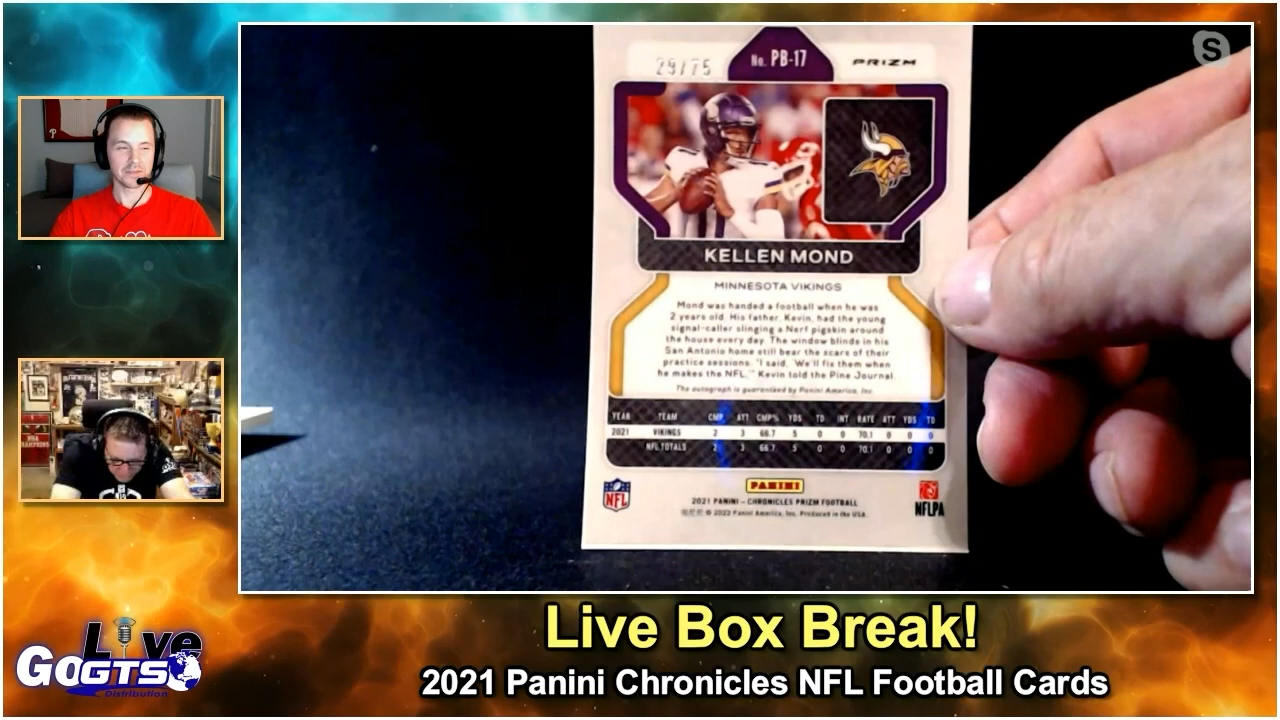 29/75
No. PB-17
PRIZM
KELLEN MOND
MINNESOTA VIKINGS
Mond was handed a football when he was
2 years old. His father, Kevin, had the young
signal-caller slinging a Nerf pigskin around
the house every day. The window blinds in his
San Antonio home still bear the scars of their
practice sessions. "I said, 'We'll fix them when
he makes the NFL,'" Kevin told the Pine Journal.
The autograph is guaranteed by Panini America, Inc.
YEAR TEAM CMP ATT CMP% YDS TD INT RATE ATT YDS TD
2021 VIKINGS 2 3 66.7 5 0 0 70.1 0 0 0
NFL TOTALS 2 3 66.7 5 0 0 70.1 0 0 0
PANINI
NFL
2021 PANINI – CHRONICLES PRIZM FOOTBALL
© 2022 Panini America, Inc. Produced in the USA.
NFLPA
S
P
Live
GOGTS
Distribution
Live Box Break!
2021 Panini Chronicles NFL Football Cards